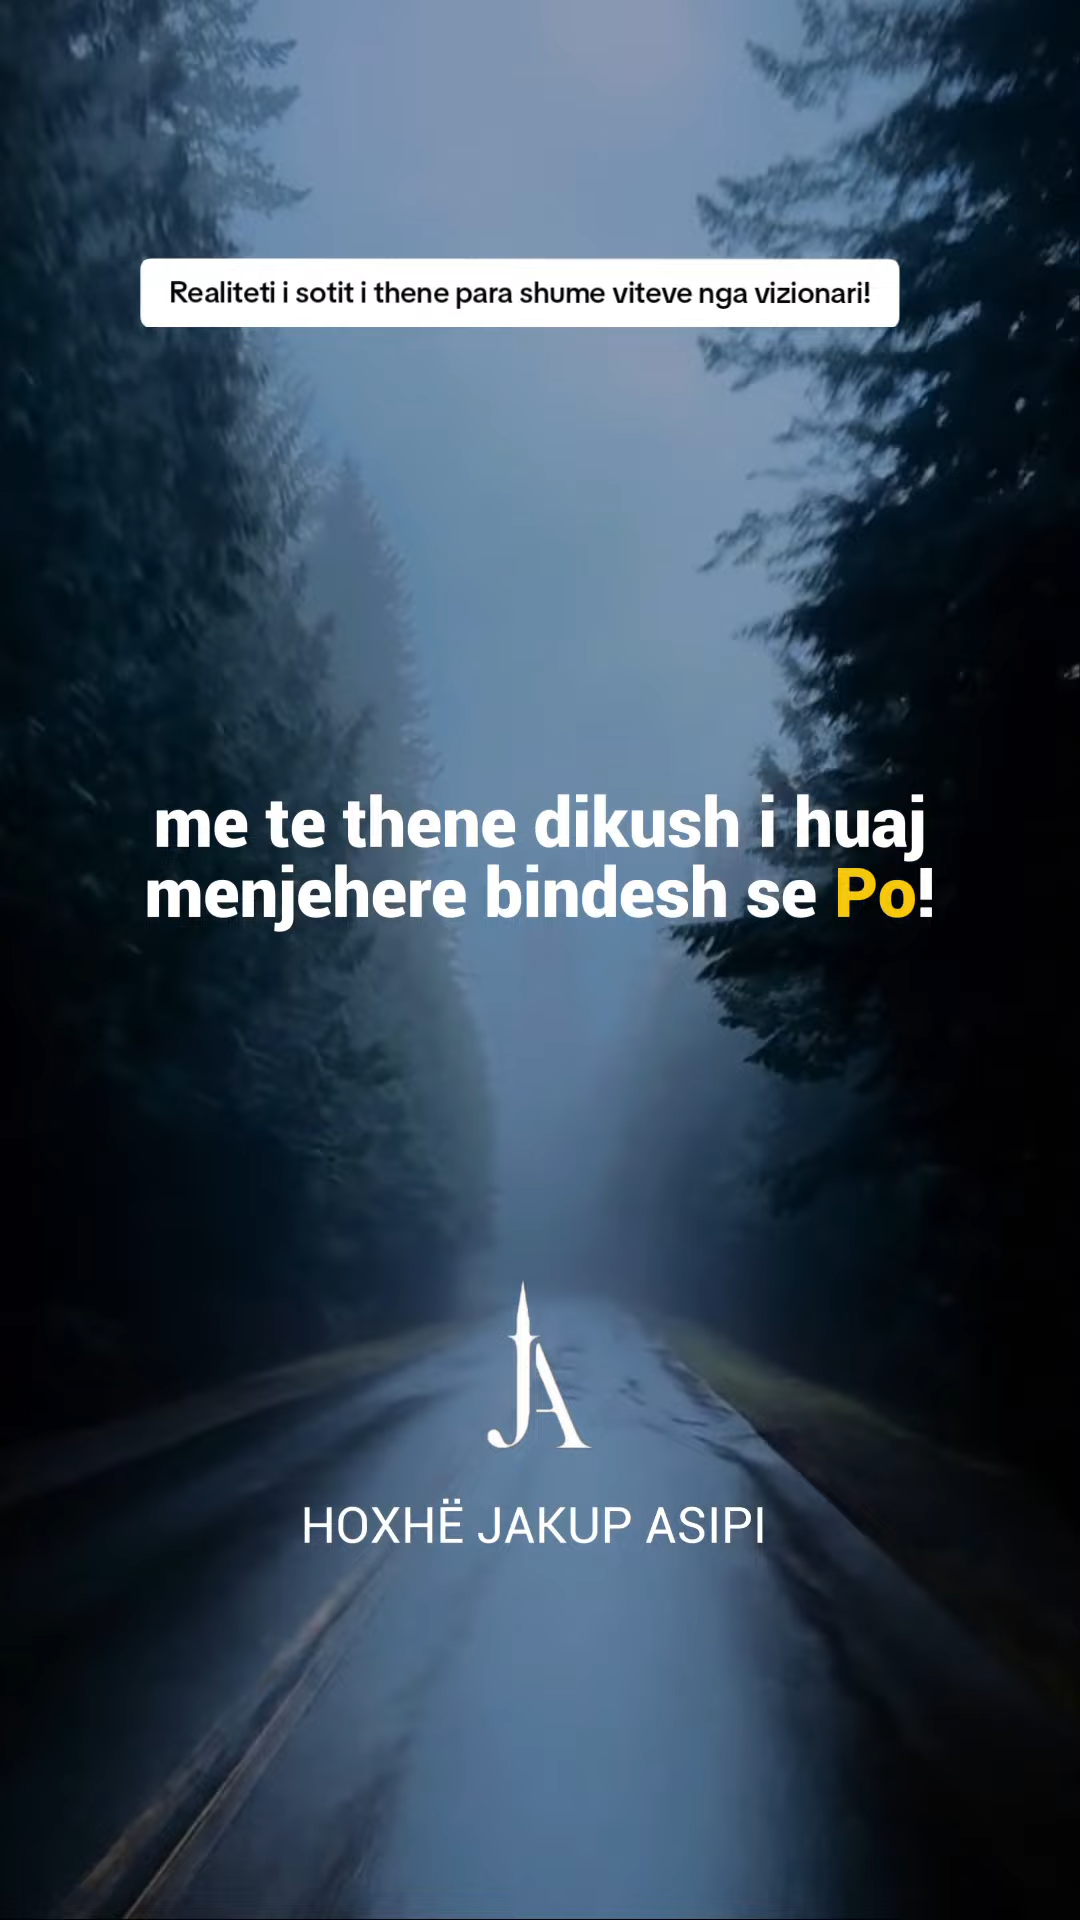 Realiteti i sotit i thene para shume viteve nga vizionari!
me te thene dikush i huaj
menjehere bindesh se Po!
JA
HOXHË JAKUP ASIPI